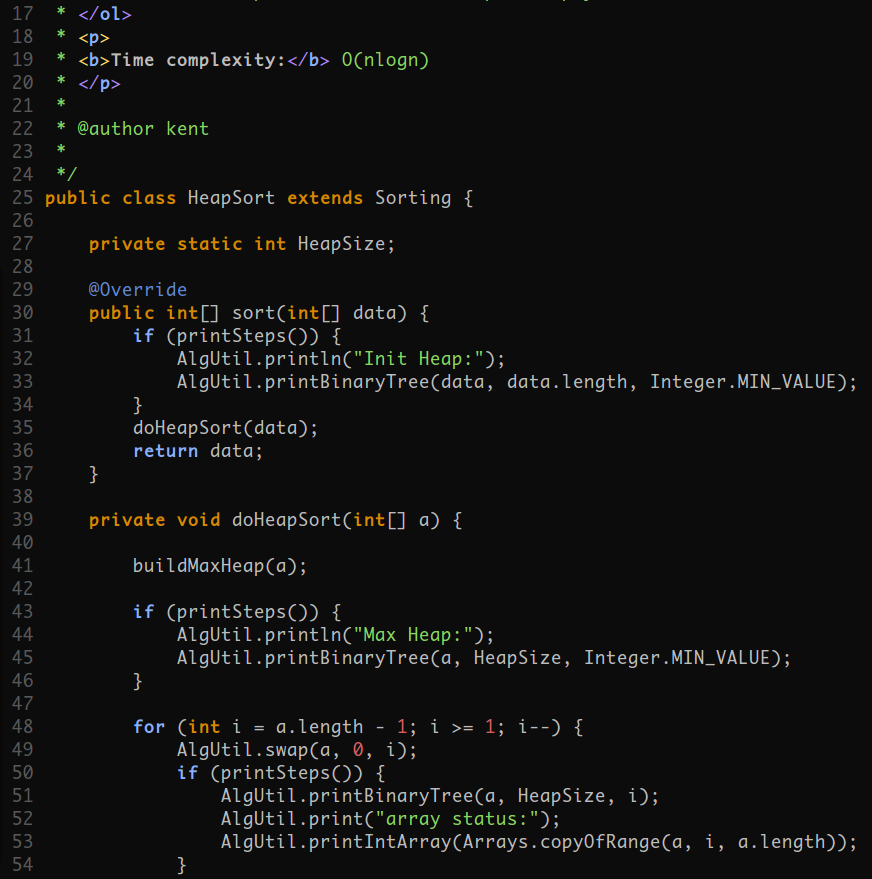 17  * </ol>
18  * <p>
19  * <b>Time complexity:</b> O(nlogn)
20  * </p>
21  *
22  * @author kent
23  *
24  */
25 public class HeapSort extends Sorting {
26
27     private static int HeapSize;
28
29     @Override
30     public int[] sort(int[] data) {
31         if (printSteps()) {
32             AlgUtil.println("Init Heap:");
33             AlgUtil.printBinaryTree(data, data.length, Integer.MIN_VALUE);
34         }
35         doHeapSort(data);
36         return data;
37     }
38
39     private void doHeapSort(int[] a) {
40
41         buildMaxHeap(a);
42
43         if (printSteps()) {
44             AlgUtil.println("Max Heap:");
45             AlgUtil.printBinaryTree(a, HeapSize, Integer.MIN_VALUE);
46         }
47
48         for (int i = a.length - 1; i >= 1; i--) {
49             AlgUtil.swap(a, 0, i);
50             if (printSteps()) {
51                 AlgUtil.printBinaryTree(a, HeapSize, i);
52                 AlgUtil.print("array status:");
53                 AlgUtil.printIntArray(Arrays.copyOfRange(a, i, a.length));
54             }